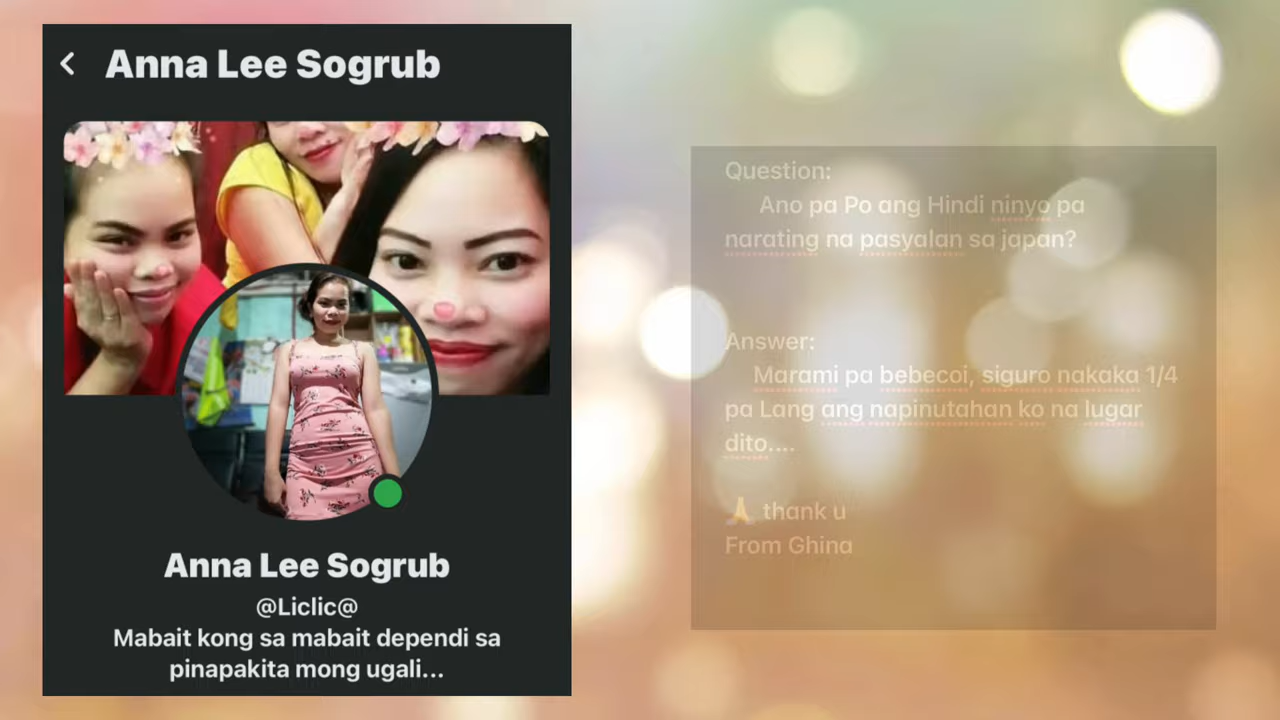 Anna Lee Sogrub
Anna Lee Sogrub
@Liclic@
Mabait kong sa mabait dependi sa
pinapakita mong ugali...
Question:
Ano pa Po ang Hindi ninyo pa
narating na pasyalan sa japan?
Answer:
Marami pa bebecoi, siguro nakaka 1/4
pa Lang ang napinutahan ko na lugar
dito....
🙏 thank u
From Ghina